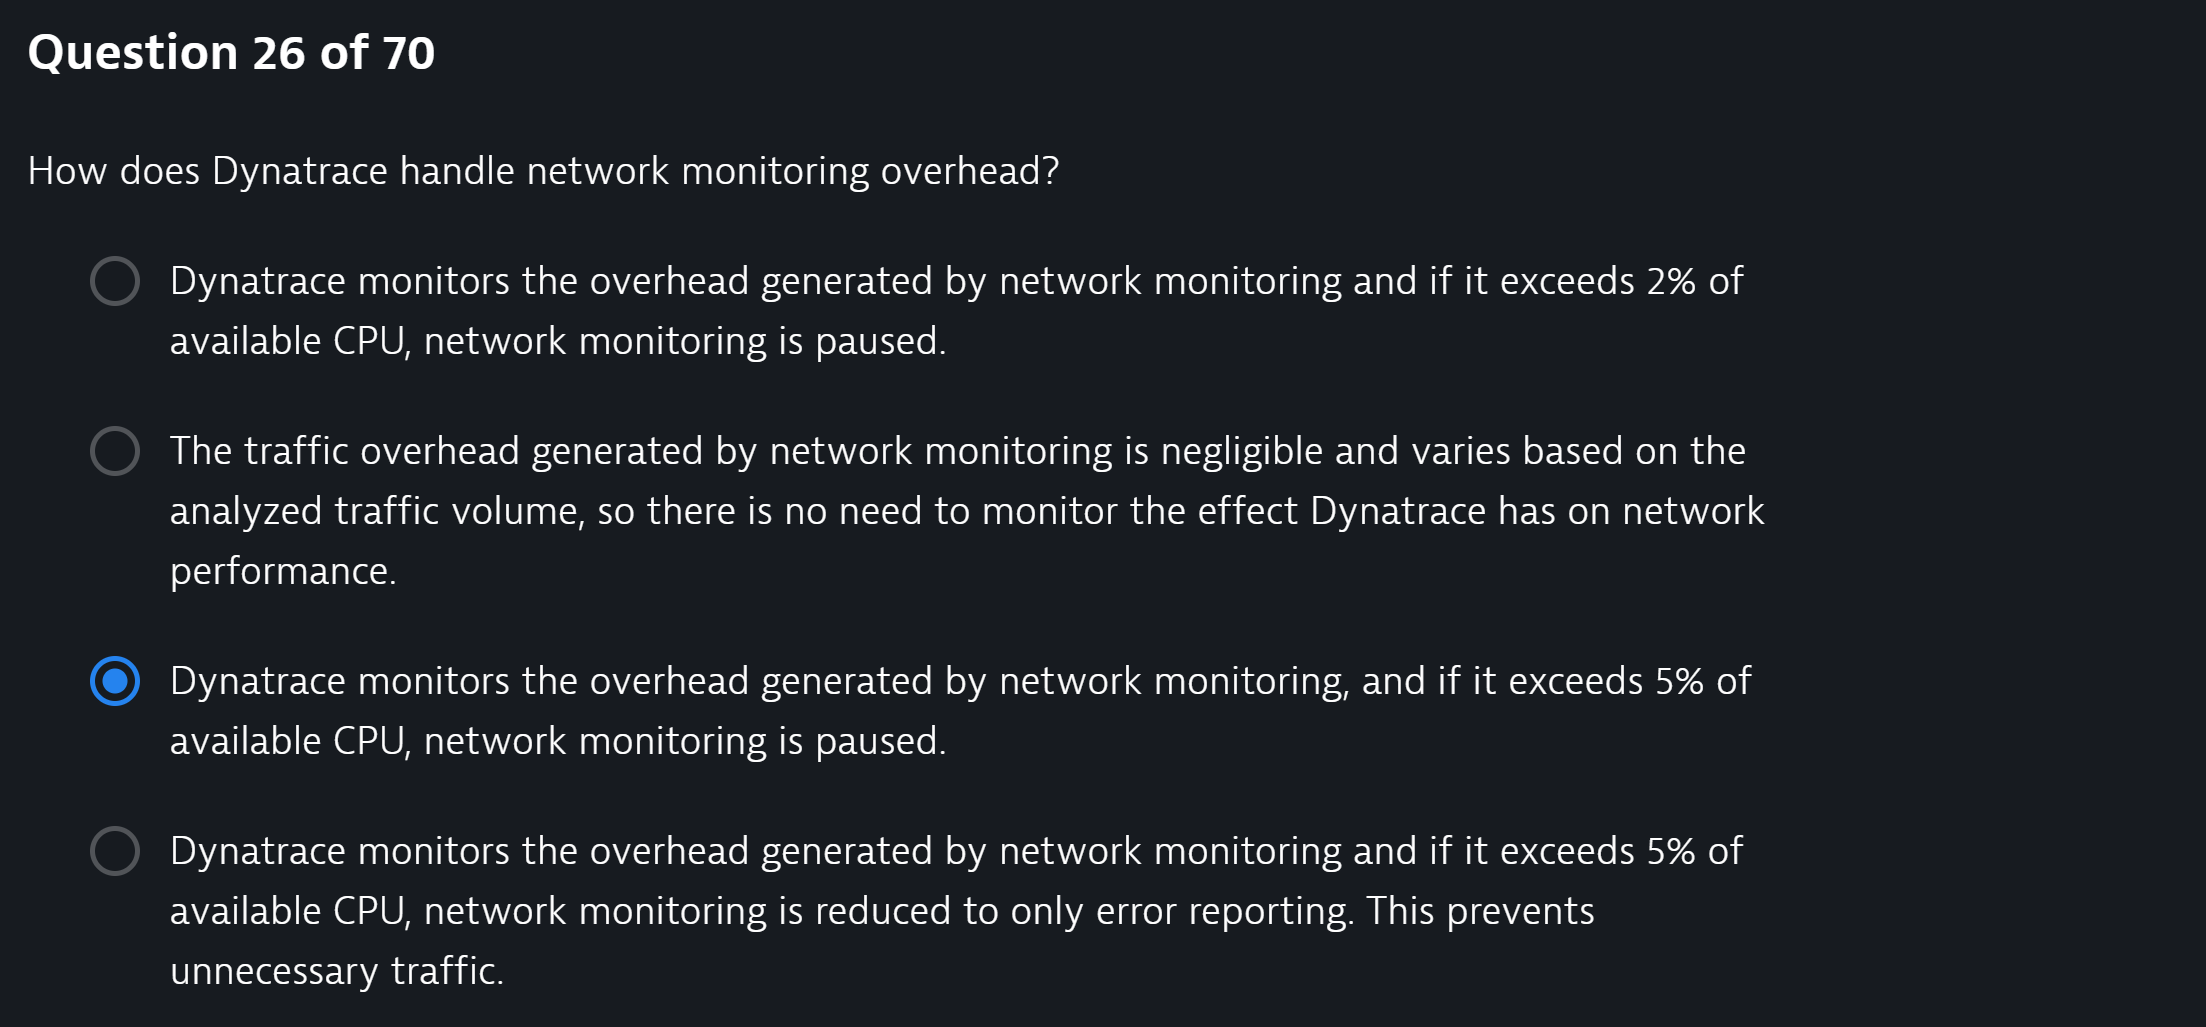 Question 26 of 70
How does Dynatrace handle network monitoring overhead?
Dynatrace monitors the overhead generated by network monitoring and if it exceeds 2% of
available CPU, network monitoring is paused.
The traffic overhead generated by network monitoring is negligible and varies based on the
analyzed traffic volume, so there is no need to monitor the effect Dynatrace has on network
performance.
Dynatrace monitors the overhead generated by network monitoring, and if it exceeds 5% of
available CPU, network monitoring is paused.
Dynatrace monitors the overhead generated by network monitoring and if it exceeds 5% of
available CPU, network monitoring is reduced to only error reporting. This prevents
unnecessary traffic.